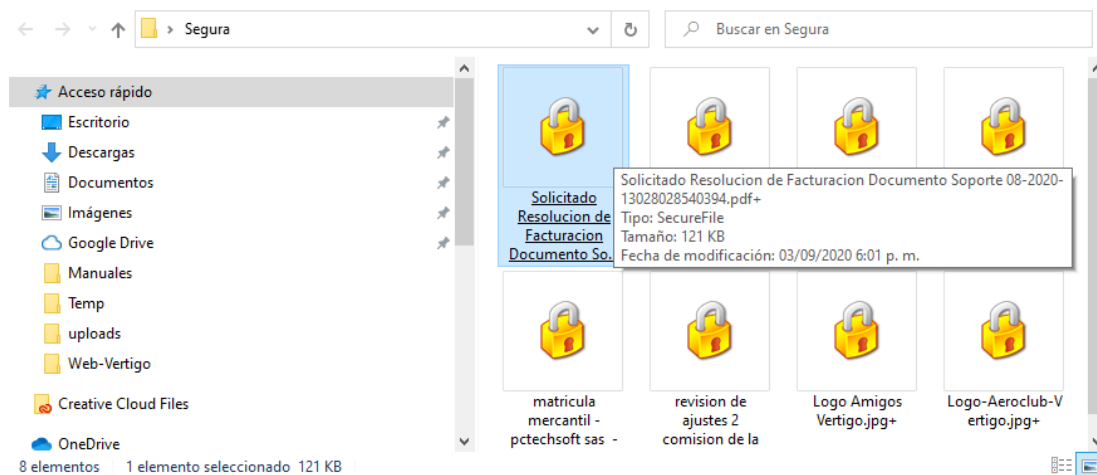 Segura
Buscar en Segura
Acceso rápido
Escritorio
Descargas
Documentos
Imágenes
Google Drive
Manuales
Temp
uploads
Web-Vertigo
Creative Cloud Files
OneDrive
Solicitado
Resolucion de
Facturacion
Documento So...
Solicitado Resolucion de Facturacion Documento Soporte 08-2020-
13028028540394.pdf+
Tipo: SecureFile
Tamaño: 121 KB
Fecha de modificación: 03/09/2020 6:01 p. m.
matricula
mercantil -
pctechsoft sas -
revision de
ajustes 2
comision de la
Logo Amigos
Vertigo.jpg+
Logo-Aeroclub-V
ertigo.jpg+
8 elementos
1 elemento seleccionado 121 KB